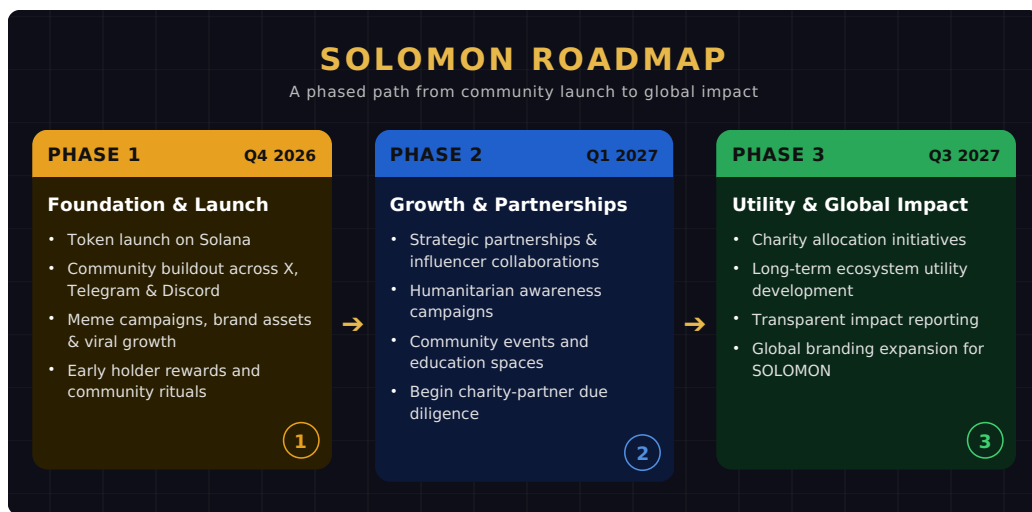 SOLOMON ROADMAP
A phased path from community launch to global impact
PHASE 1
Q4 2026
Foundation & Launch
• Token launch on Solana
• Community buildout across X,
Telegram & Discord
• Meme campaigns, brand assets
& viral growth
• Early holder rewards and
community rituals
1
➔
PHASE 2
Q1 2027
Growth & Partnerships
• Strategic partnerships &
influencer collaborations
• Humanitarian awareness
campaigns
• Community events and
education spaces
• Begin charity-partner due
diligence
2
➔
PHASE 3
Q3 2027
Utility & Global Impact
• Charity allocation initiatives
• Long-term ecosystem utility
development
• Transparent impact reporting
• Global branding expansion for
SOLOMON
3